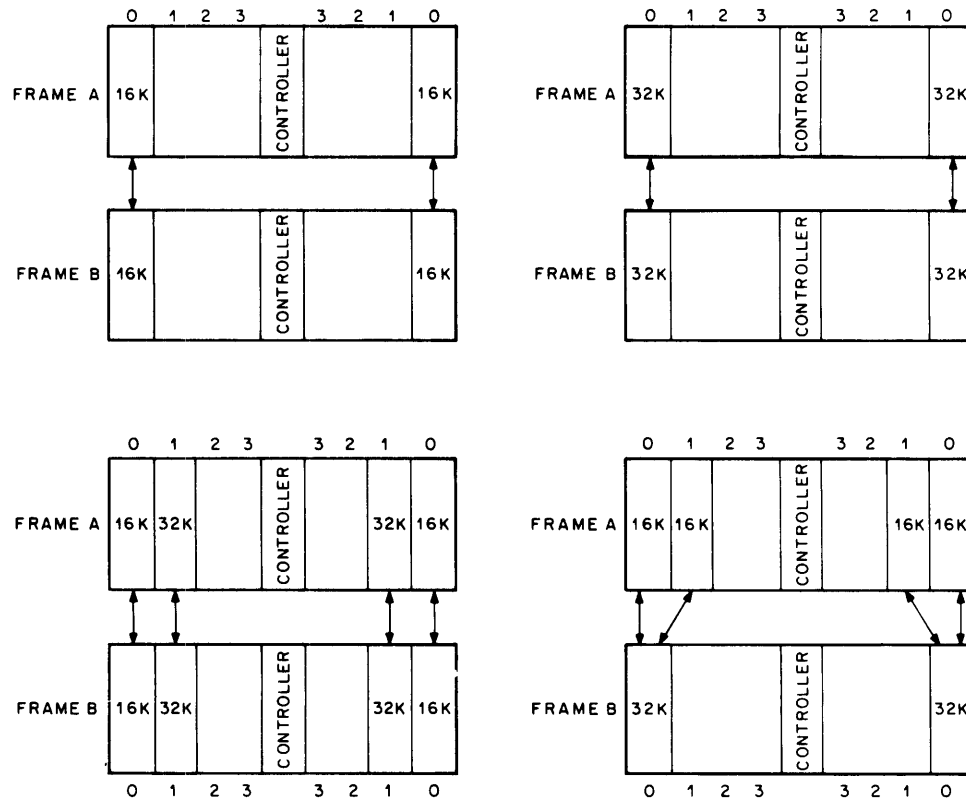 0 1 2 3 3 2 1 0
FRAME A 16K CONTROLLER 16K
FRAME B 16K CONTROLLER 16K
0 1 2 3 3 2 1 0
FRAME A 32K CONTROLLER 32K
FRAME B 32K CONTROLLER 32K
0 1 2 3 3 2 1 0
FRAME A 16K 32K CONTROLLER 32K 16K
FRAME B 16K 32K CONTROLLER 32K 16K
0 1 2 3 3 2 1 0
0 1 2 3 3 2 1 0
FRAME A 16K 16K CONTROLLER 16K 16K
FRAME B 32K CONTROLLER 32K
0 1 2 3 3 2 1 0